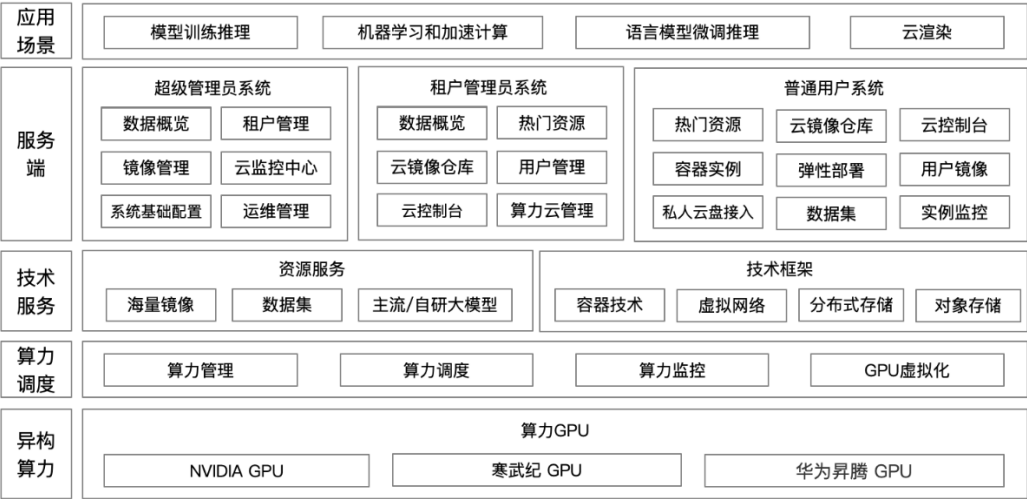 应用
场景
模型训练推理
机器学习和加速计算
语言模型微调推理
云渲染
服务
端
超级管理员系统
数据概览
租户管理
镜像管理
云监控中心
系统基础配置
运维管理
租户管理员系统
数据概览
热门资源
云镜像仓库
用户管理
云控制台
算力云管理
普通用户系统
热门资源
云镜像仓库
云控制台
容器实例
弹性部署
用户镜像
私人云盘接入
数据集
实例监控
技术
服务
资源服务
海量镜像
数据集
主流/自研大模型
技术框架
容器技术
虚拟网络
分布式存储
对象存储
算力
调度
算力管理
算力调度
算力监控
GPU虚拟化
异构
算力
算力GPU
NVIDIA GPU
寒武纪 GPU
华为昇腾 GPU